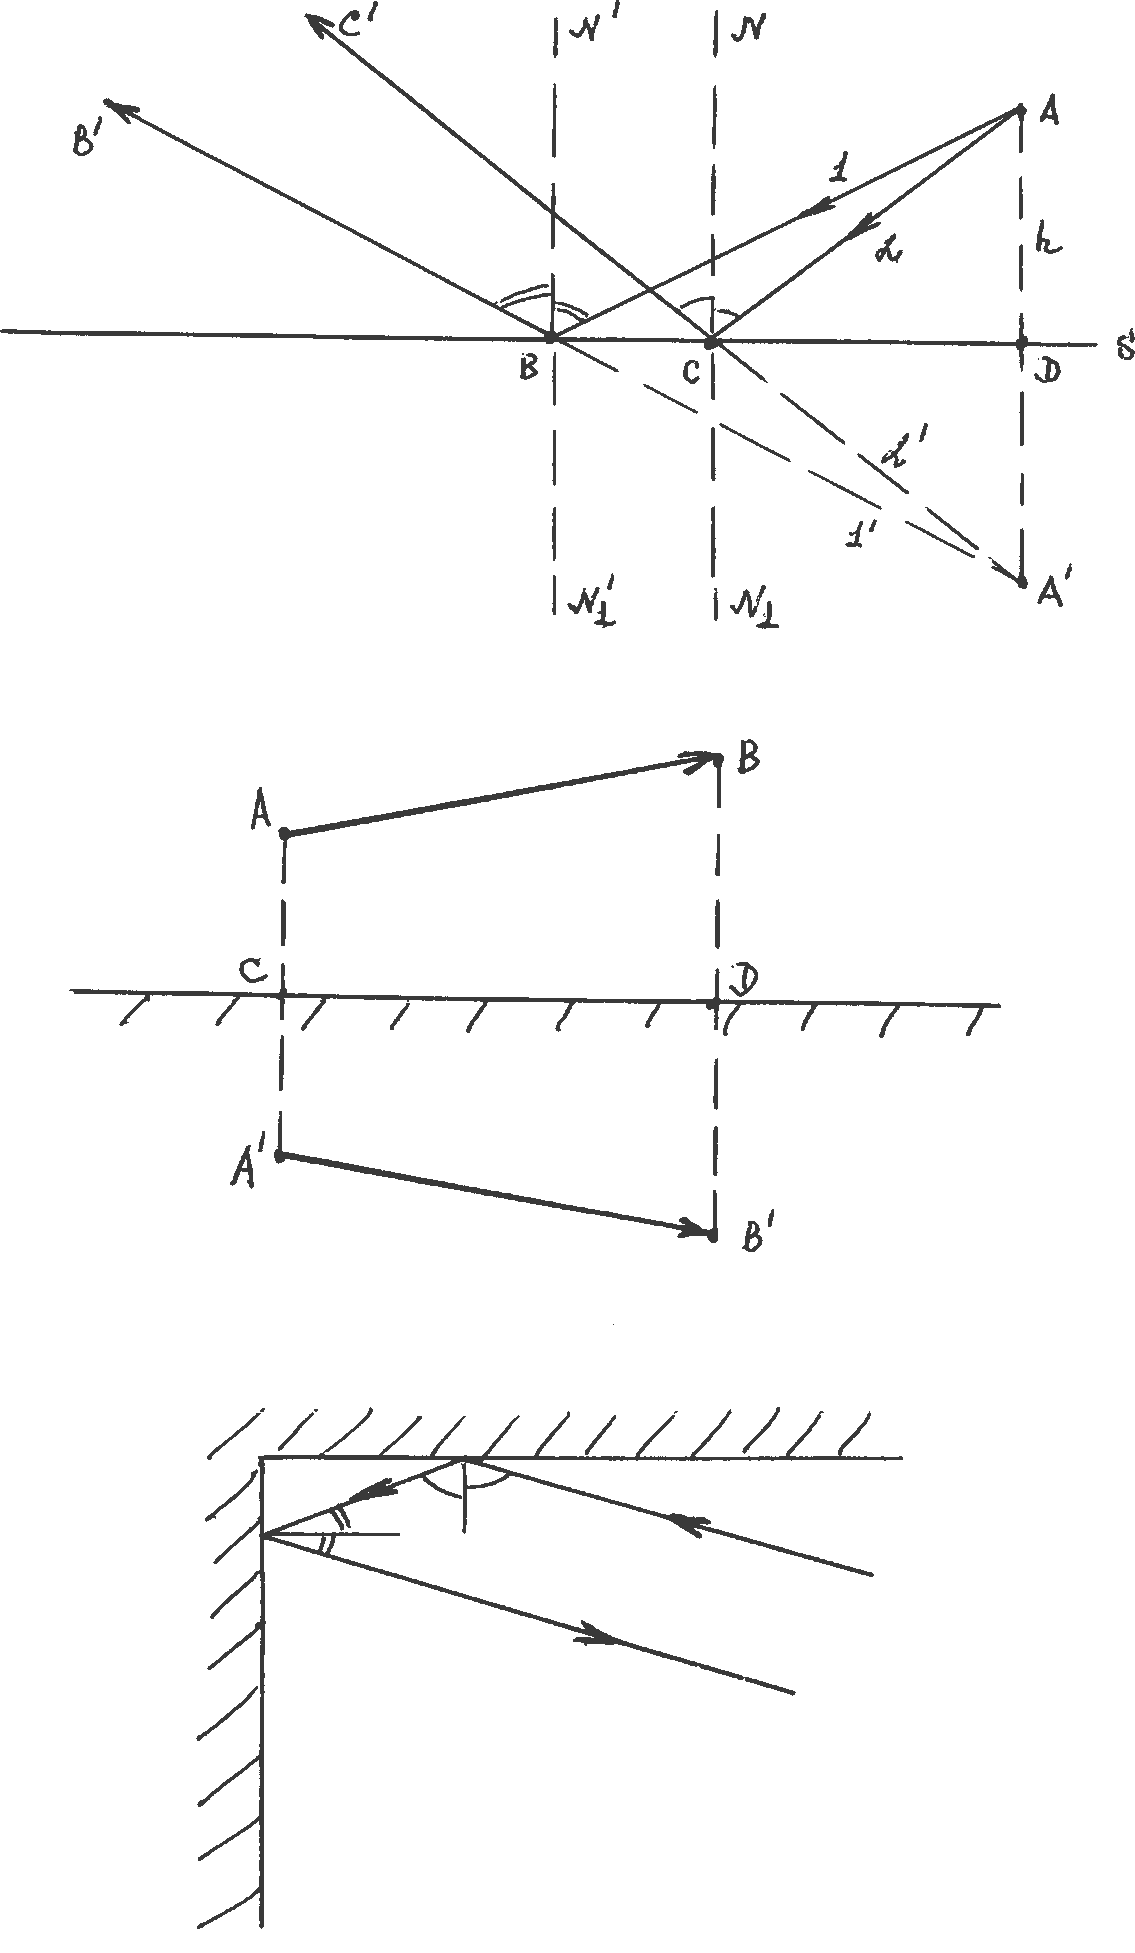 C' N' N
B' A
1
2 h
B C D S
2'
1'
N₁' N₁ A'
B
A
C D
A'
B'